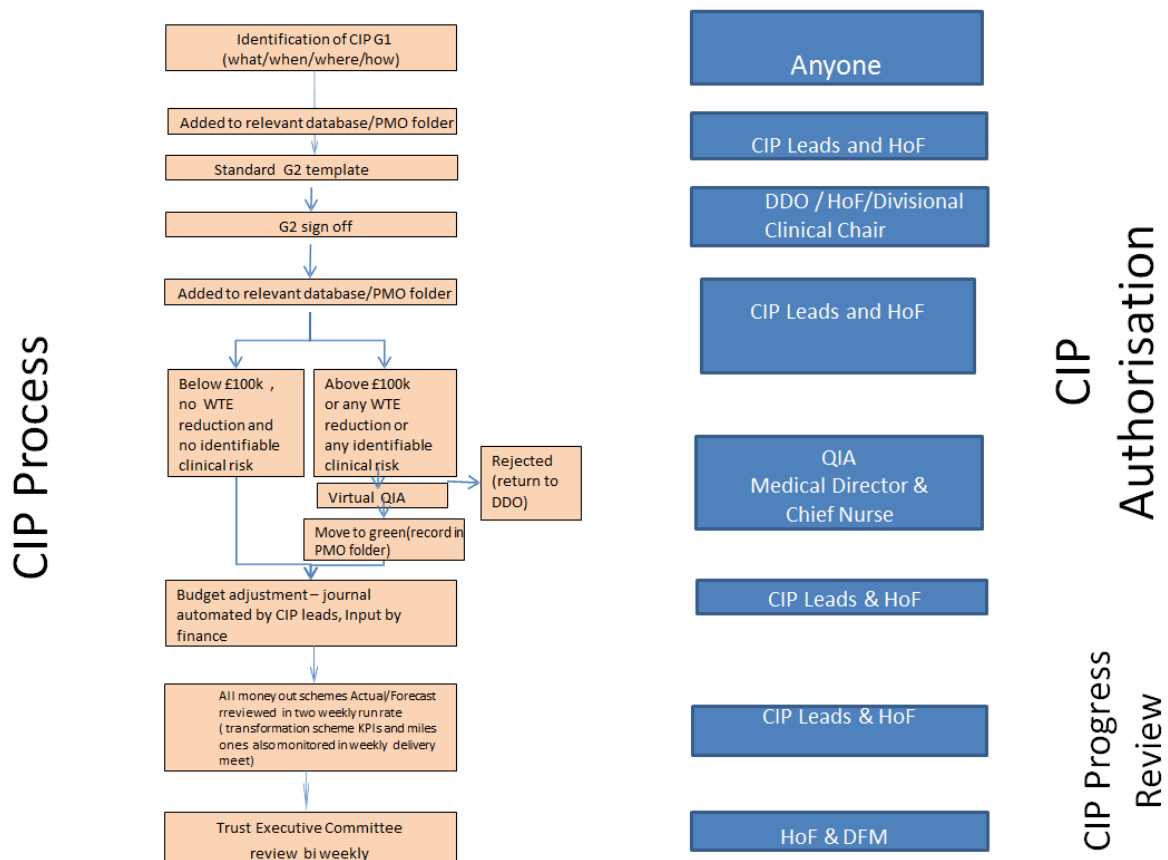 Identification of CIP G1
(what/when/where/how)
Added to relevant database/PMO folder
Standard G2 template
G2 sign off
Added to relevant database/PMO folder
Below £100k ,
no WTE
reduction and
no identifiable
clinical risk
Above £100k
or any WTE
reduction or
any identifiable
clinical risk
Virtual QIA
Rejected
(return to
DDO)
Move to green(record in
PMO folder)
Budget adjustment – journal
automated by CIP leads, Input by
finance
All money out schemes Actual/Forecast
rreviewed in two weekly run rate
( transformation scheme KPIs and miles
ones also monitored in weekly delivery
meet)
Trust Executive Committee
review bi weekly
CIP Process
Anyone
CIP Leads and HoF
DDO / HoF/Divisional
Clinical Chair
CIP Leads and HoF
QIA
Medical Director &
Chief Nurse
CIP Leads & HoF
CIP Leads & HoF
HoF & DFM
CIP
Authorisation
CIP Progress
Review